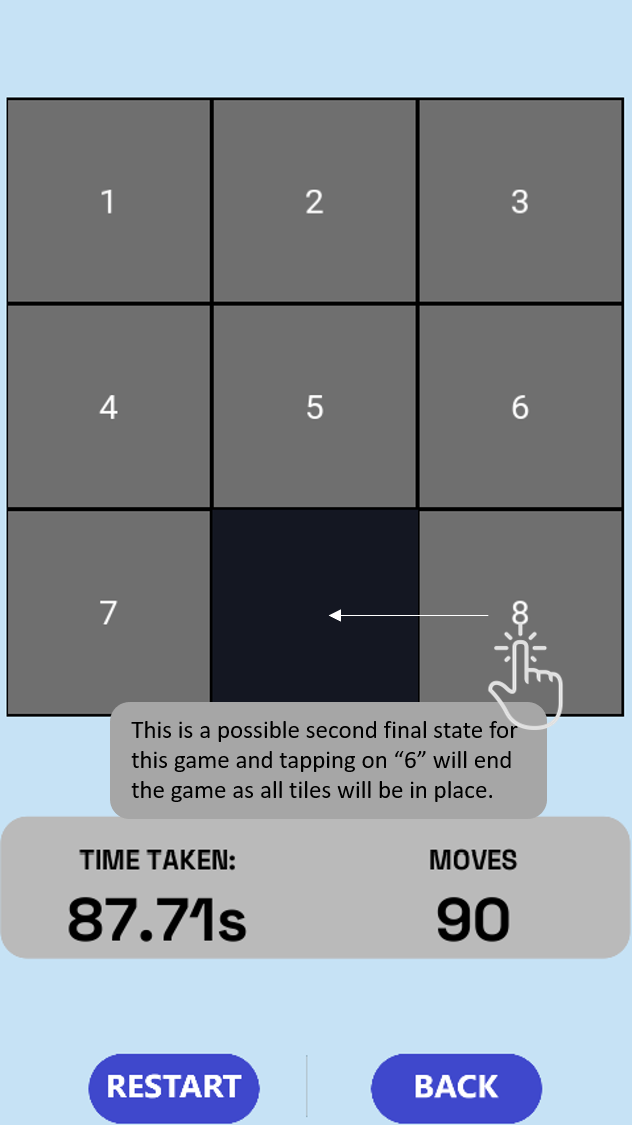 1 2 3
4 5 6
7 8
This is a possible second final state for
this game and tapping on “6” will end
the game as all tiles will be in place.
TIME TAKEN: MOVES
87.71s 90
RESTART BACK